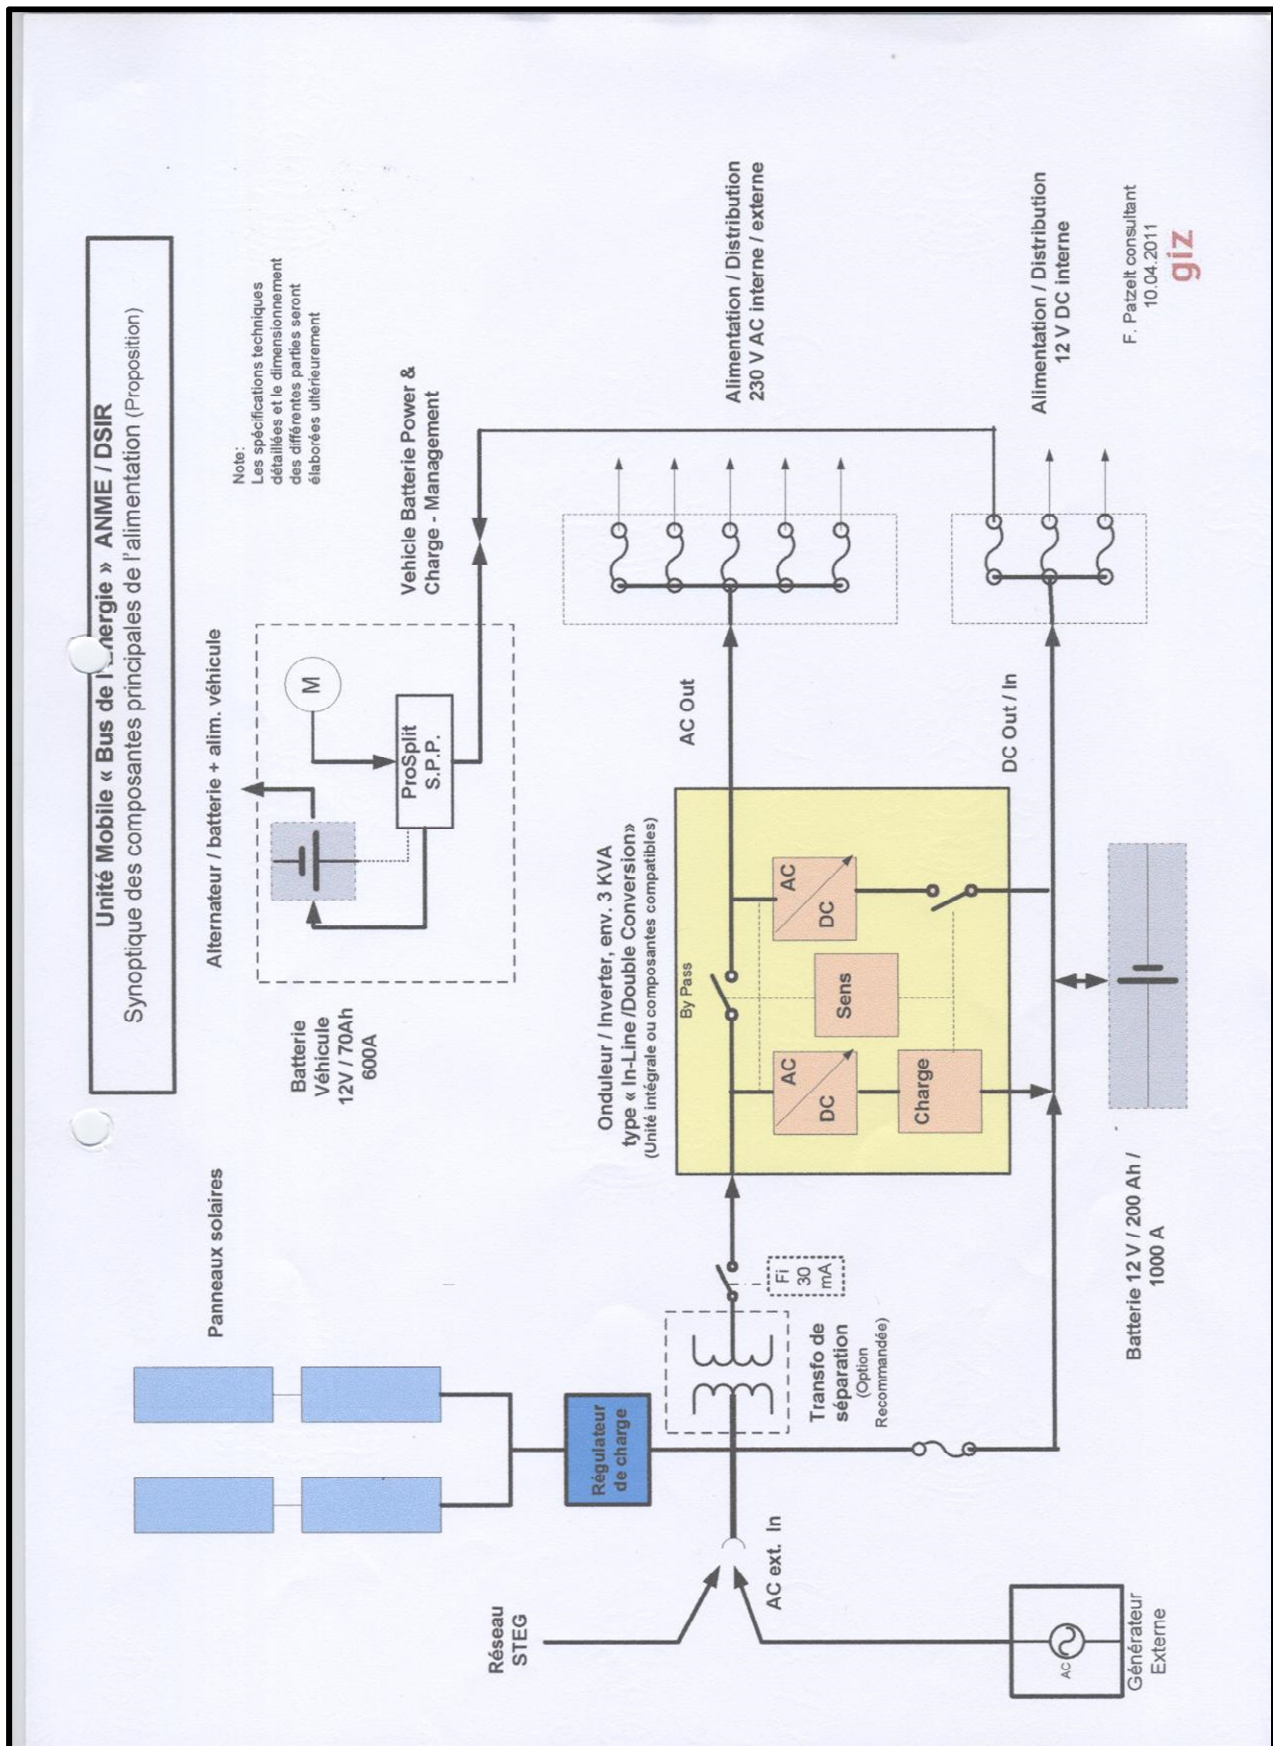 Unité Mobile « Bus de l'Energie » ANME / DSIR
Synoptique des composantes principales de l'alimentation (Proposition)
Note:
Les spécifications techniques
détaillées et le dimensionnement
des différentes parties seront
élaborées ultérieurement
Panneaux solaires
Alternateur / batterie + alim. véhicule
Batterie
Véhicule
12V / 70Ah
600A
M
ProSplit
S.P.P.
Vehicle Batterie Power &
Charge - Management
Réseau
STEG
Régulateur
de charge
Onduleur / Inverter, env. 3 KVA
type « In-Line /Double Conversion»
(Unité intégrale ou composantes compatibles)
By Pass
AC Out
Alimentation / Distribution
230 V AC interne / externe
AC ext. In
Transfo de
séparation
(Option
Recommandée)
Fi
30
mA
AC
DC
Charge
Sens
AC
DC
DC Out / In
Alimentation / Distribution
12 V DC interne
AC
Générateur
Externe
Batterie 12 V / 200 Ah /
1000 A
F. Patzelt consultant
10.04.2011
giz